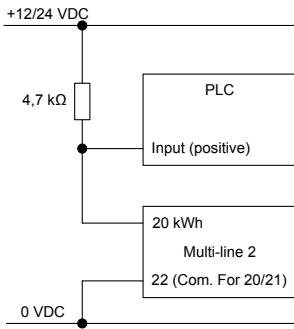 +12/24 VDC
4,7 kΩ
PLC
Input (positive)
20 kWh
Multi-line 2
22 (Com. For 20/21)
0 VDC